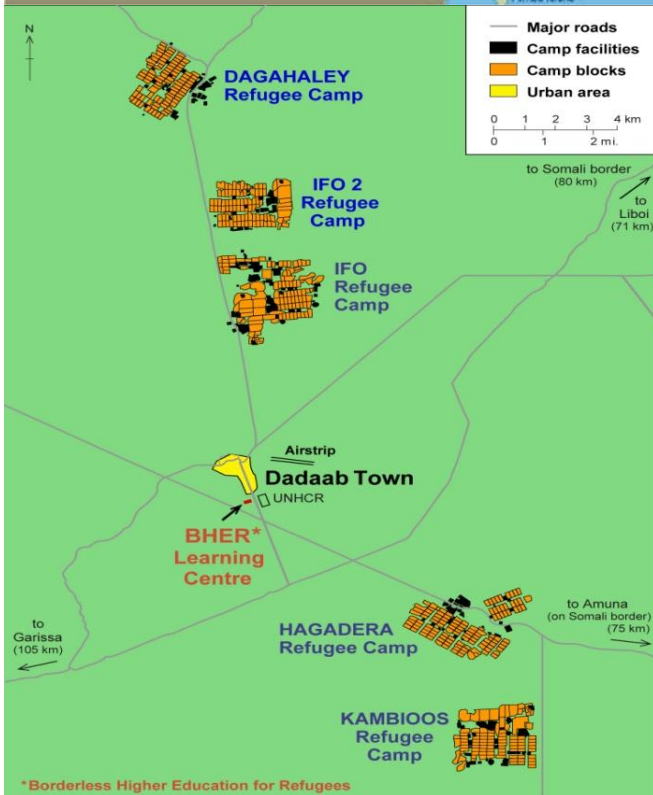 N
Major roads
Camp facilities
Camp blocks
Urban area
0 1 2 3 4 km
0 1 2 mi.
DAGAHALEY
Refugee Camp
to Somali border
(80 km)
to
Liboi
(71 km)
IFO 2
Refugee
Camp
IFO
Refugee
Camp
Airstrip
Dadaab Town
UNHCR
BHER*
Learning
Centre
to
Garissa
(105 km)
HAGADERA
Refugee Camp
to Amuna
(on Somali border)
(75 km)
KAMBIOOS
Refugee
Camp
*Borderless Higher Education for Refugees